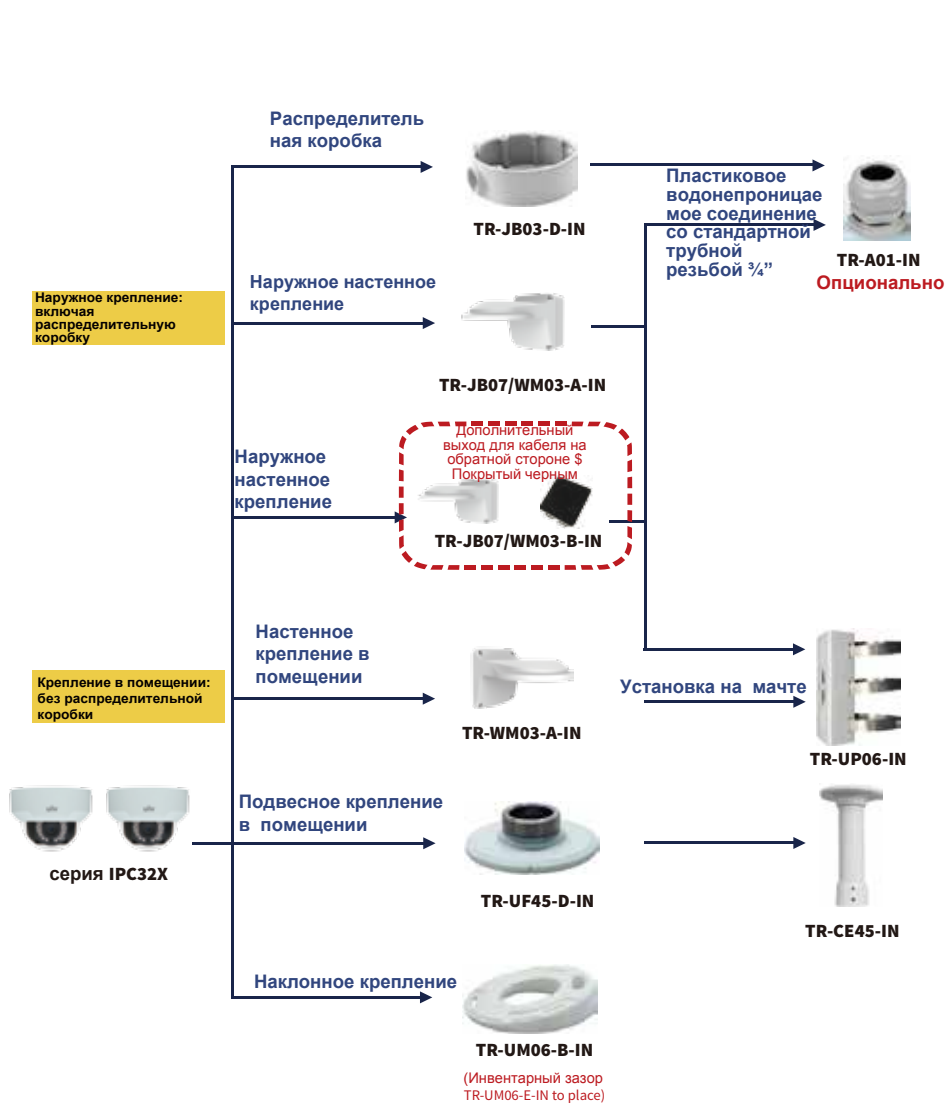 Распределитель
ная коробка
TR-JB03-D-IN
Пластиковое
водонепроницае
мое соединение
со стандартной
трубной
резьбой ¾”
TR-A01-IN
Опционально
Наружное настенное
крепление
Наружное крепление:
включая
распределительную
коробку
TR-JB07/WM03-A-IN
Дополнительный
выход для кабеля на
обратной стороне $
Покрытый черным
Наружное
настенное
крепление
TR-JB07/WM03-B-IN
Настенное
крепление в
помещении
Крепление в помещении:
без распределительной
коробки
TR-WM03-A-IN
Установка на мачте
TR-UP06-IN
Подвесное крепление
в помещении
серия IPC32X
TR-UF45-D-IN
TR-CE45-IN
Наклонное крепление
TR-UM06-B-IN
(Инвентарный зазор
TR-UM06-E-IN to place)